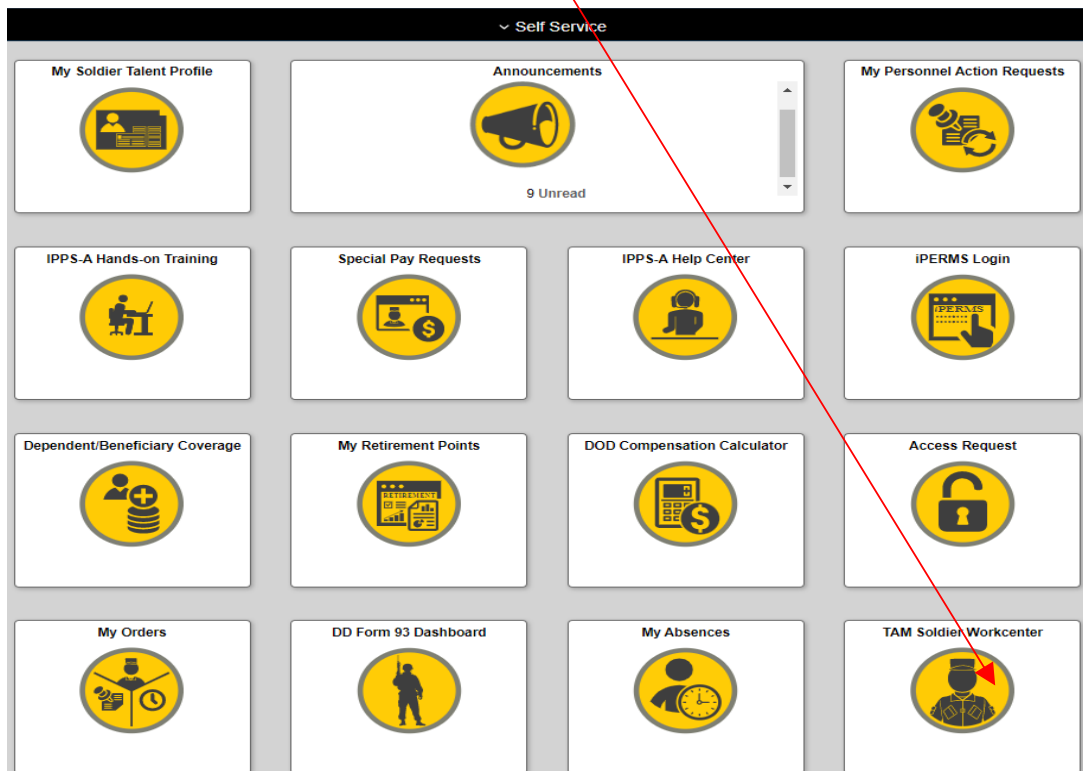 Self Service
My Soldier Talent Profile
Announcements
9 Unread
My Personnel Action Requests
IPPS-A Hands-on Training
Special Pay Requests
$
IPPS-A Help Center
iPERMS Login
iPERMS
Dependent/Beneficiary Coverage
My Retirement Points
RETIREMENT
DOD Compensation Calculator
$
Access Request
My Orders
DD Form 93 Dashboard
My Absences
TAM Soldier Workcenter